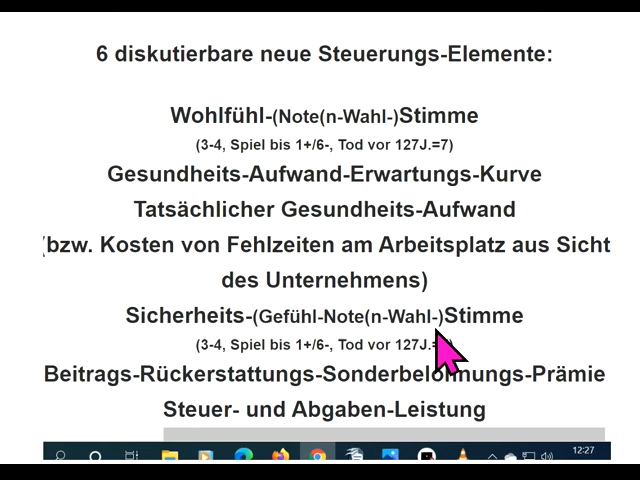 6 diskutierbare neue Steuerungs-Elemente:
Wohlfühl-(Note(n-Wahl-)Stimme
(3-4, Spiel bis 1+/6-, Tod vor 127J.=7)
Gesundheits-Aufwand-Erwartungs-Kurve
Tatsächlicher Gesundheits-Aufwand
(bzw. Kosten von Fehlzeiten am Arbeitsplatz aus Sicht
des Unternehmens)
Sicherheits-(Gefühl-Note(n-Wahl-)Stimme
(3-4, Spiel bis 1+/6-, Tod vor 127J.=
Beitrags-Rückerstattungs-Sonderbelohnungs-Prämie
Steuer- und Abgaben-Leistung
12:27